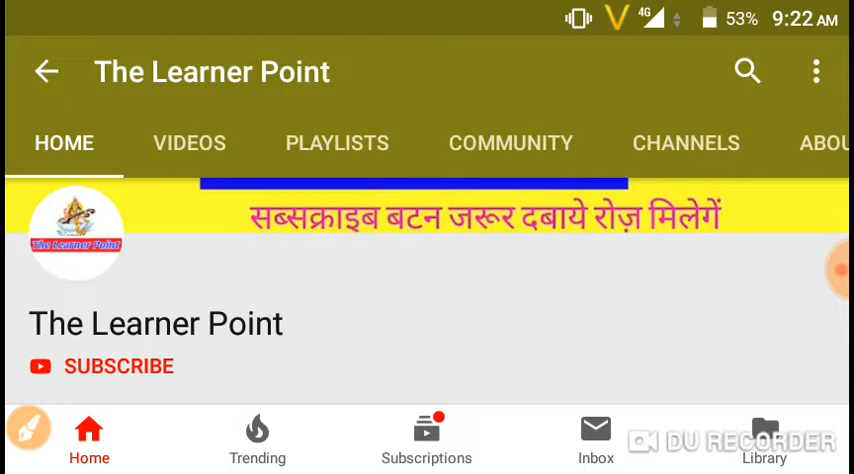 4G 53% 9:22 AM
The Learner Point
HOME VIDEOS PLAYLISTS COMMUNITY CHANNELS ABOU
सब्सक्राइब बटन जरूर दबाये रोज़ मिलेगें
The Learner Point
The Learner Point
SUBSCRIBE
Home Trending Subscriptions Inbox Library
DU RECORDER